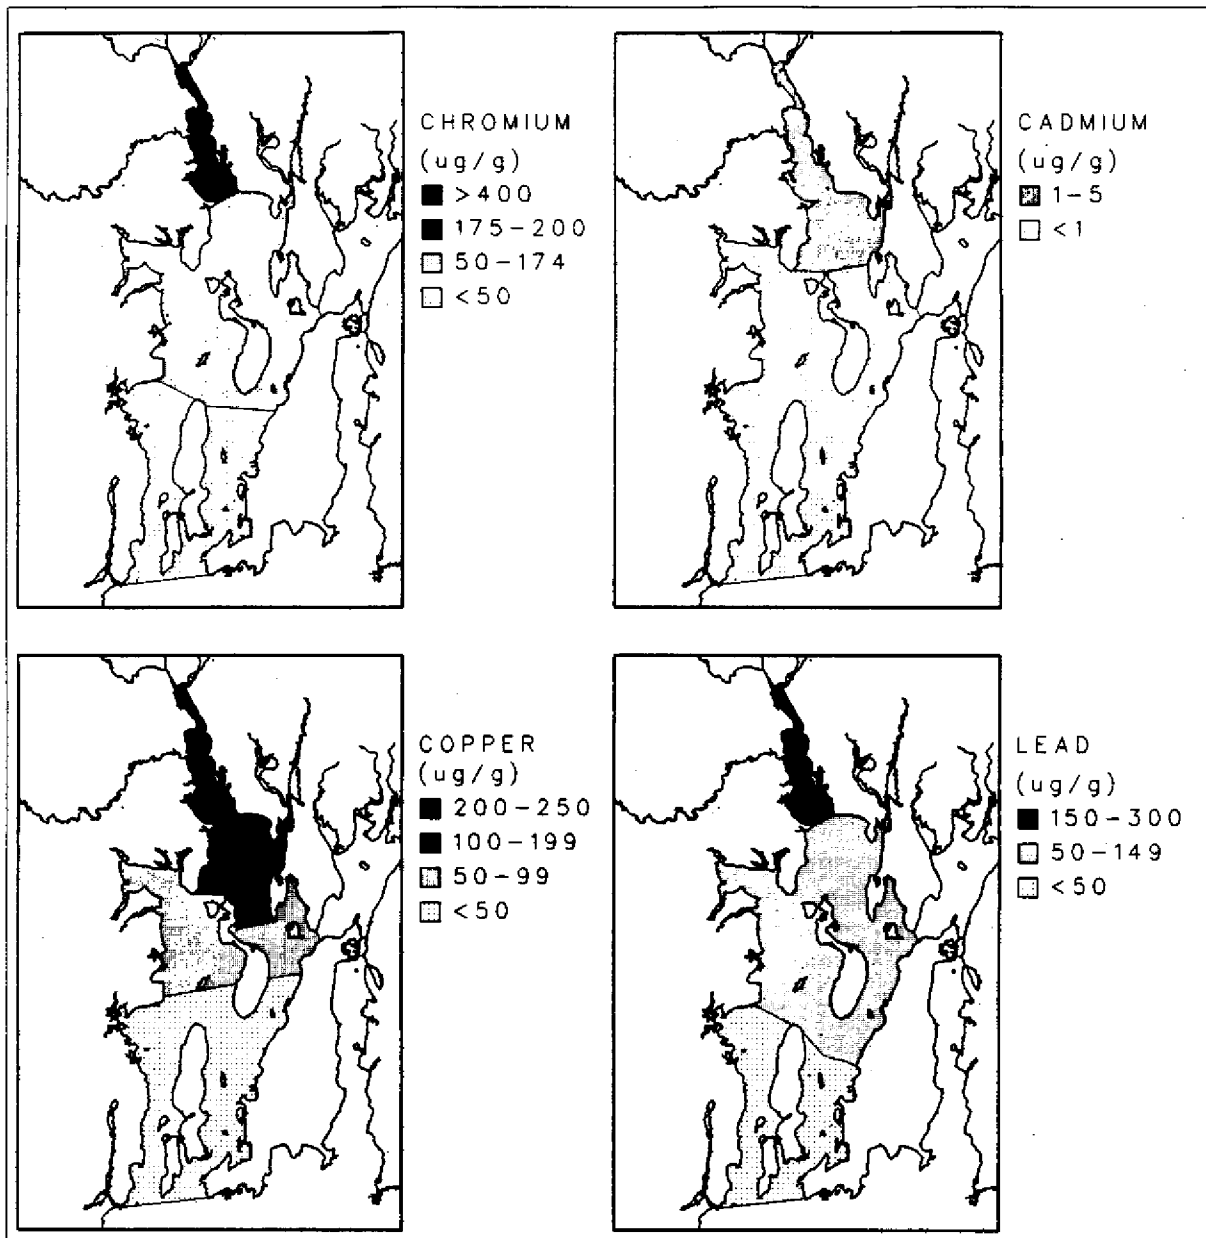 CHROMIUM
(ug/g)
>400
175-200
50-174
<50
CADMIUM
(ug/g)
1-5
<1
COPPER
(ug/g)
200-250
100-199
50-99
<50
LEAD
(ug/g)
150-300
50-149
<50